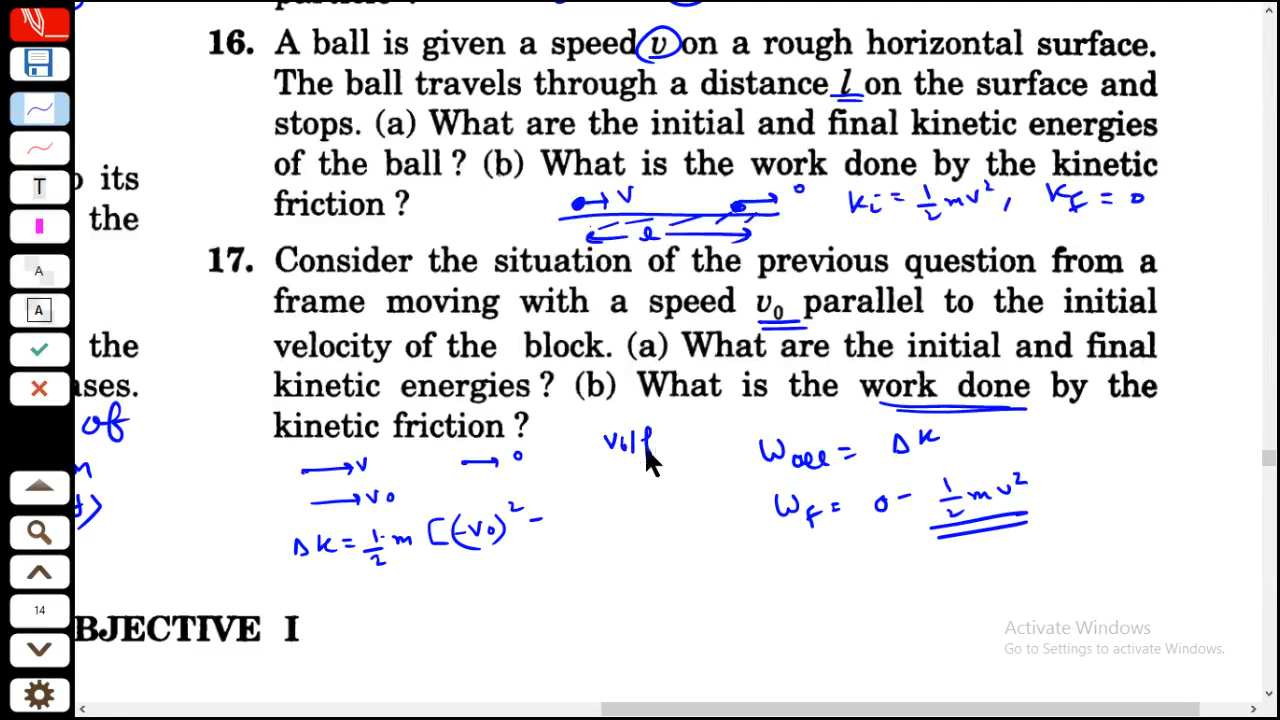 particle ?
16. A ball is given a speed v on a rough horizontal surface.
The ball travels through a distance l on the surface and
stops. (a) What are the initial and final kinetic energies
of the ball ? (b) What is the work done by the kinetic
friction ?
v
0
Ki = 1/2 mv², Kf = 0
l
its
the
17. Consider the situation of the previous question from a
frame moving with a speed v₀ parallel to the initial
velocity of the block. (a) What are the initial and final
kinetic energies ? (b) What is the work done by the
kinetic friction ?
the
ases.
of
v
0
v0
ΔK = 1/2 m [(-v0)² -
Wall = ΔK
Wf = 0 - 1/2 mv²
BJECTIVE I
T
A
A
14
Activate Windows
Go to Settings to activate Windows.